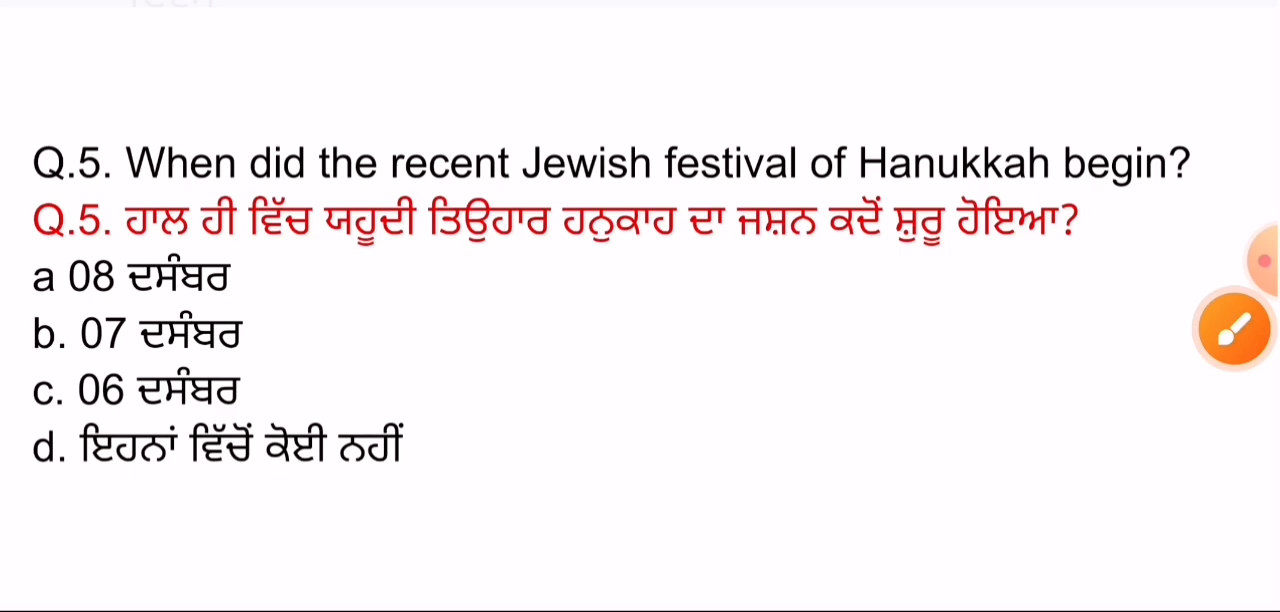 Q.5. When did the recent Jewish festival of Hanukkah begin?
Q.5. ਹਾਲ ਹੀ ਵਿੱਚ ਯਹੂਦੀ ਤਿਉਹਾਰ ਹਨੁਕਾਹ ਦਾ ਜਸ਼ਨ ਕਦੋਂ ਸ਼ੁਰੂ ਹੋਇਆ?
a 08 ਦਸੰਬਰ
b. 07 ਦਸੰਬਰ
c. 06 ਦਸੰਬਰ
d. ਇਹਨਾਂ ਵਿੱਚੋਂ ਕੋਈ ਨਹੀਂ